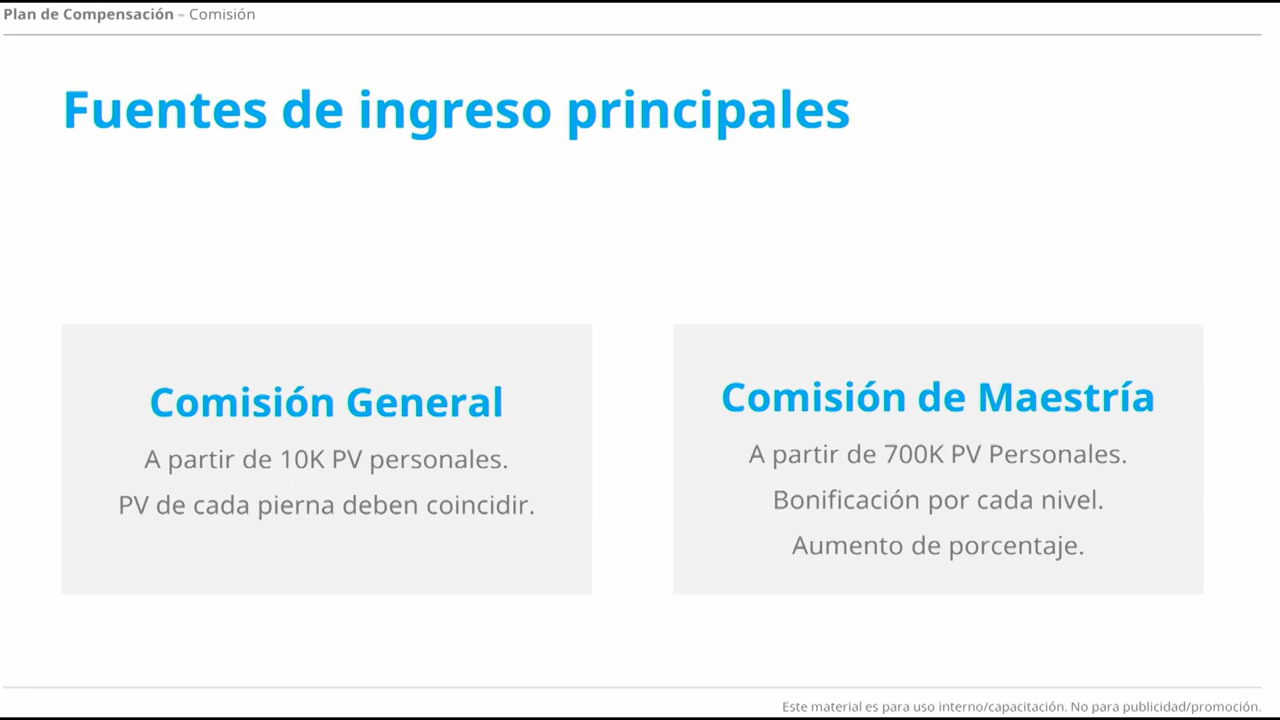 Plan de Compensación – Comisión
Fuentes de ingreso principales
Comisión General
A partir de 10K PV personales.
PV de cada pierna deben coincidir.
Comisión de Maestría
A partir de 700K PV Personales.
Bonificación por cada nivel.
Aumento de porcentaje.
Este material es para uso interno/capacitación. No para publicidad/promoción.